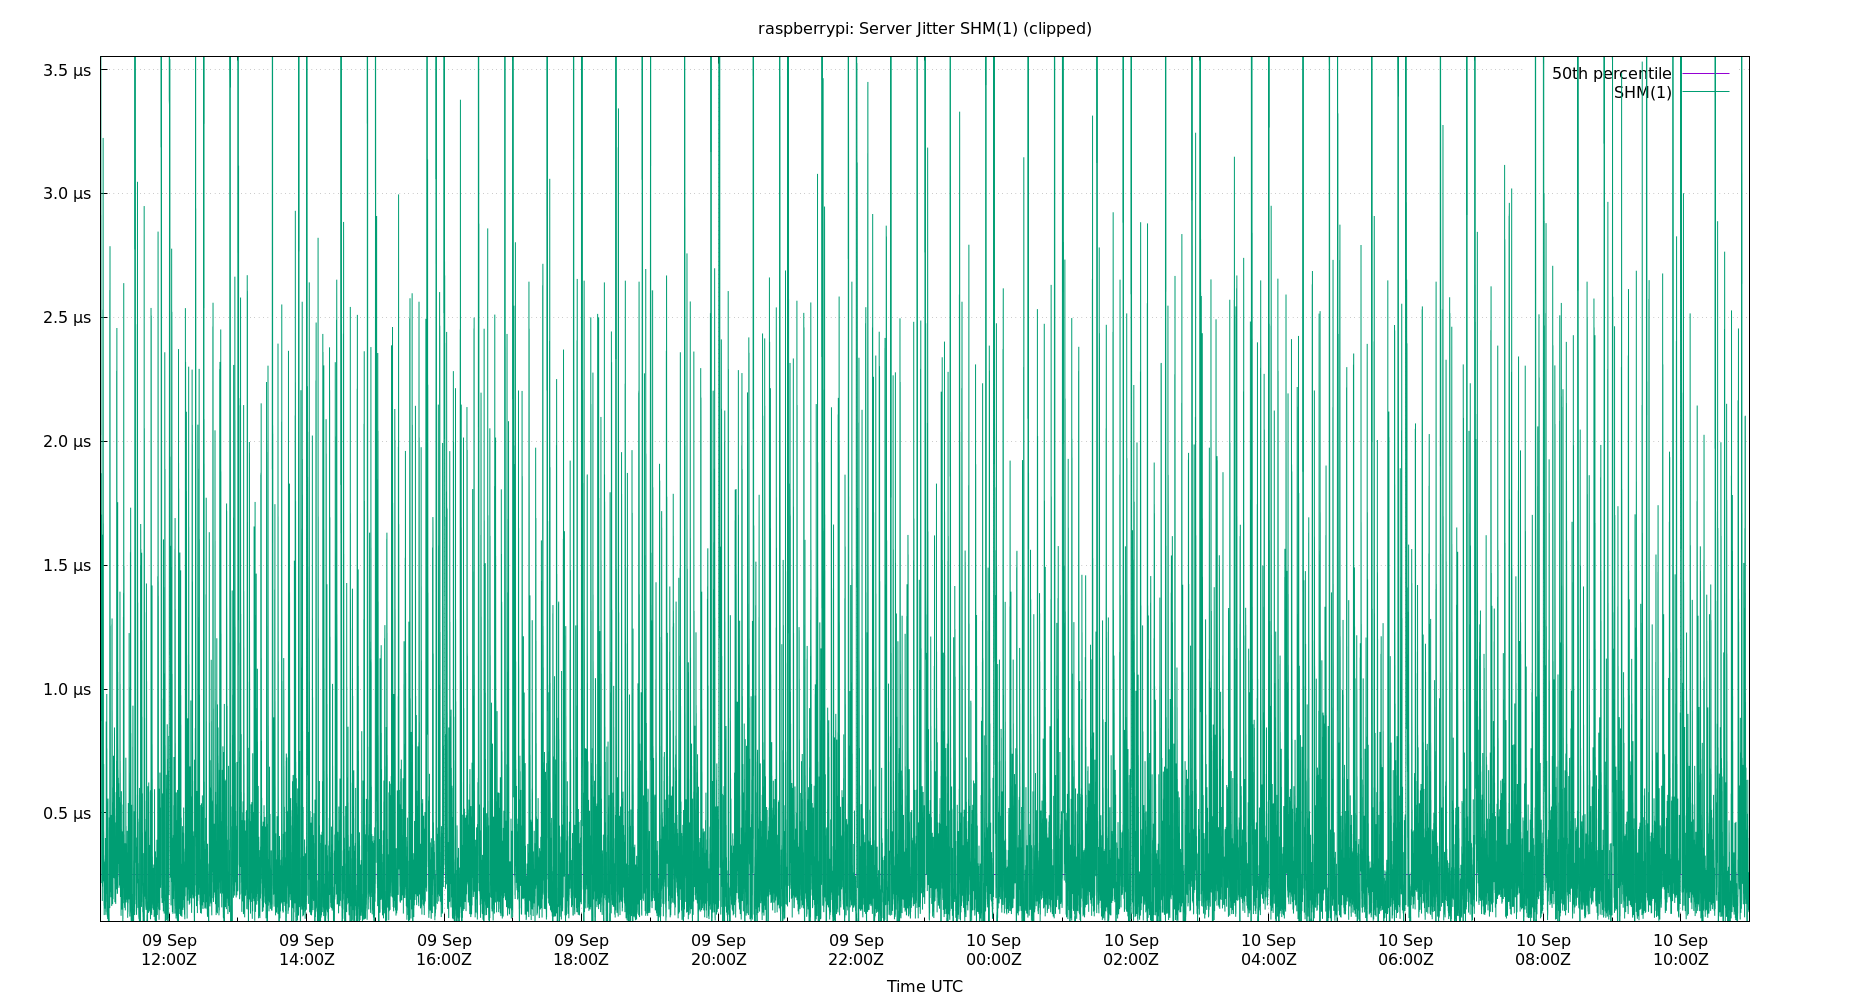 raspberrypi: Server Jitter SHM(1) (clipped)
3.5 µs
3.0 µs
2.5 µs
2.0 µs
1.5 µs
1.0 µs
0.5 µs
50th percentile
SHM(1)
09 Sep 09 Sep 09 Sep 09 Sep 09 Sep 09 Sep 10 Sep 10 Sep 10 Sep 10 Sep 10 Sep 10 Sep
12:00Z 14:00Z 16:00Z 18:00Z 20:00Z 22:00Z 00:00Z 02:00Z 04:00Z 06:00Z 08:00Z 10:00Z
Time UTC